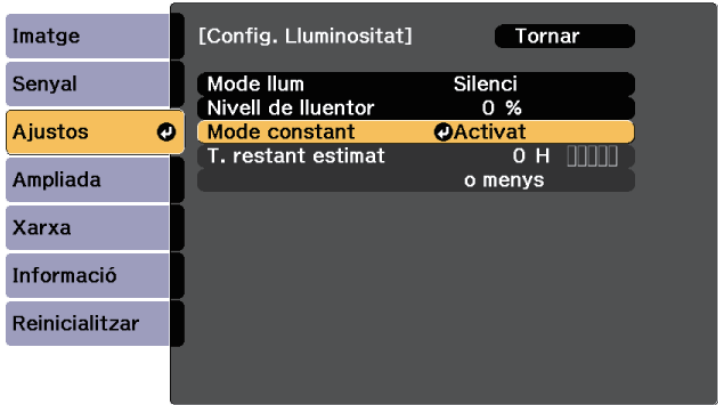 Imatge
Senyal
Ajustos
Ampliada
Xarxa
Informació
Reinicialitzar
[Config. Lluminositat] Tornar
Mode llum Silenci
Nivell de lluentor 0 %
Mode constant Activat
T. restant estimat 0 H
o menys